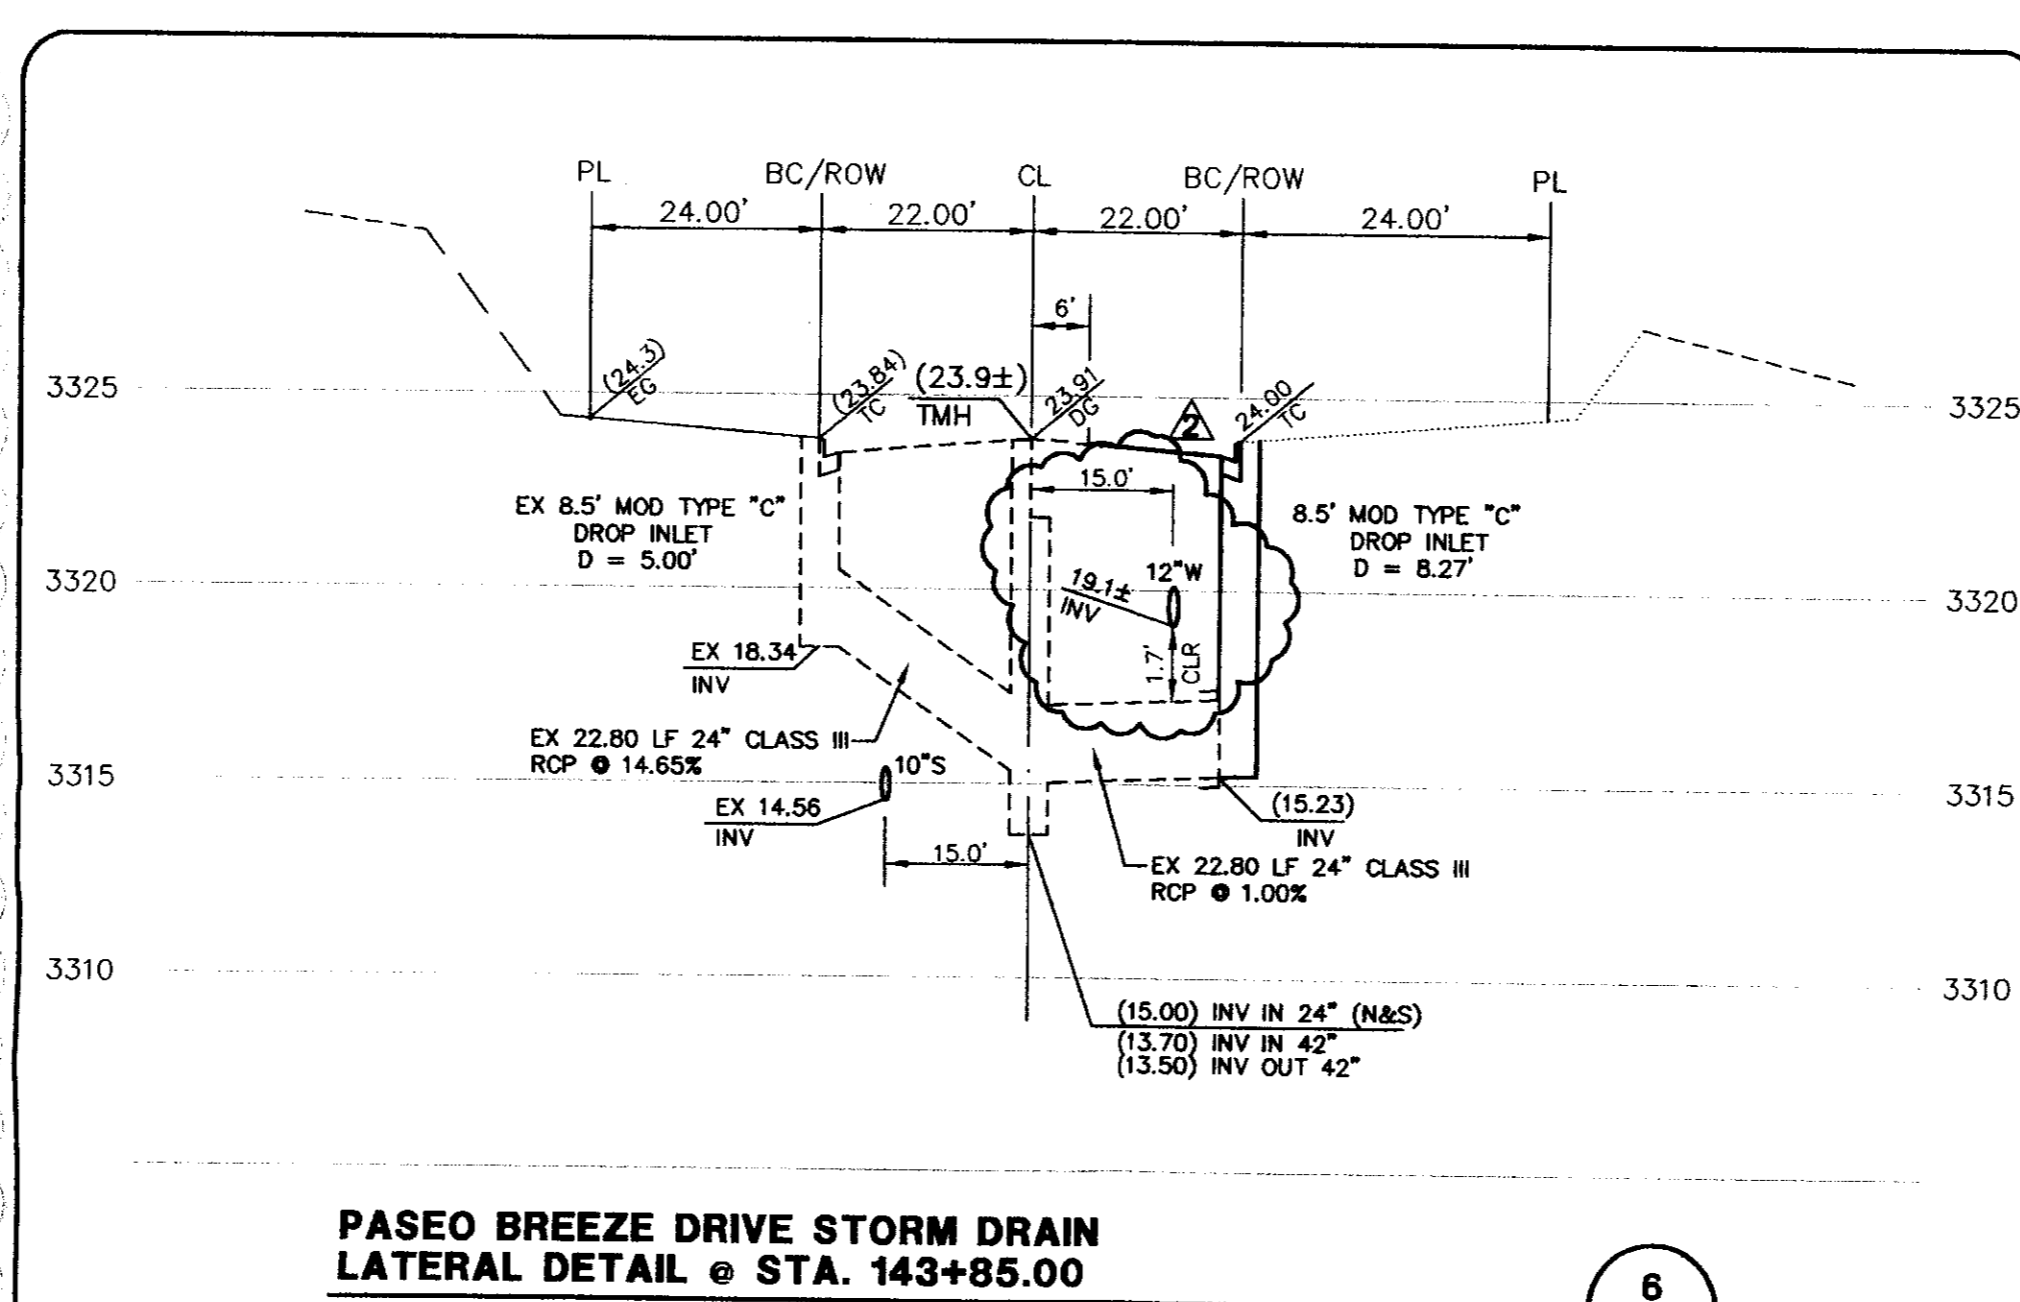 PL BC/ROW CL BC/ROW PL
24.00' 22.00' 22.00' 24.00'
6'
3325 (24.3) EG (23.84) TC (23.9±) TMH 23.91 DG 2 24.00 TC 3325
15.0'
EX 8.5' MOD TYPE "C"
DROP INLET
D = 5.00'
8.5' MOD TYPE "C"
DROP INLET
D = 8.27'
3320 19.1± INV 12"W 3320
1.7' CLR
EX 18.34
INV
EX 22.80 LF 24" CLASS III
RCP @ 14.65%
3315 10"S 3315
EX 14.56
INV
(15.23)
INV
15.0'
EX 22.80 LF 24" CLASS III
RCP @ 1.00%
3310 3310
(15.00) INV IN 24" (N&S)
(13.70) INV IN 42"
(13.50) INV OUT 42"
PASEO BREEZE DRIVE STORM DRAIN
LATERAL DETAIL @ STA. 143+85.00
6